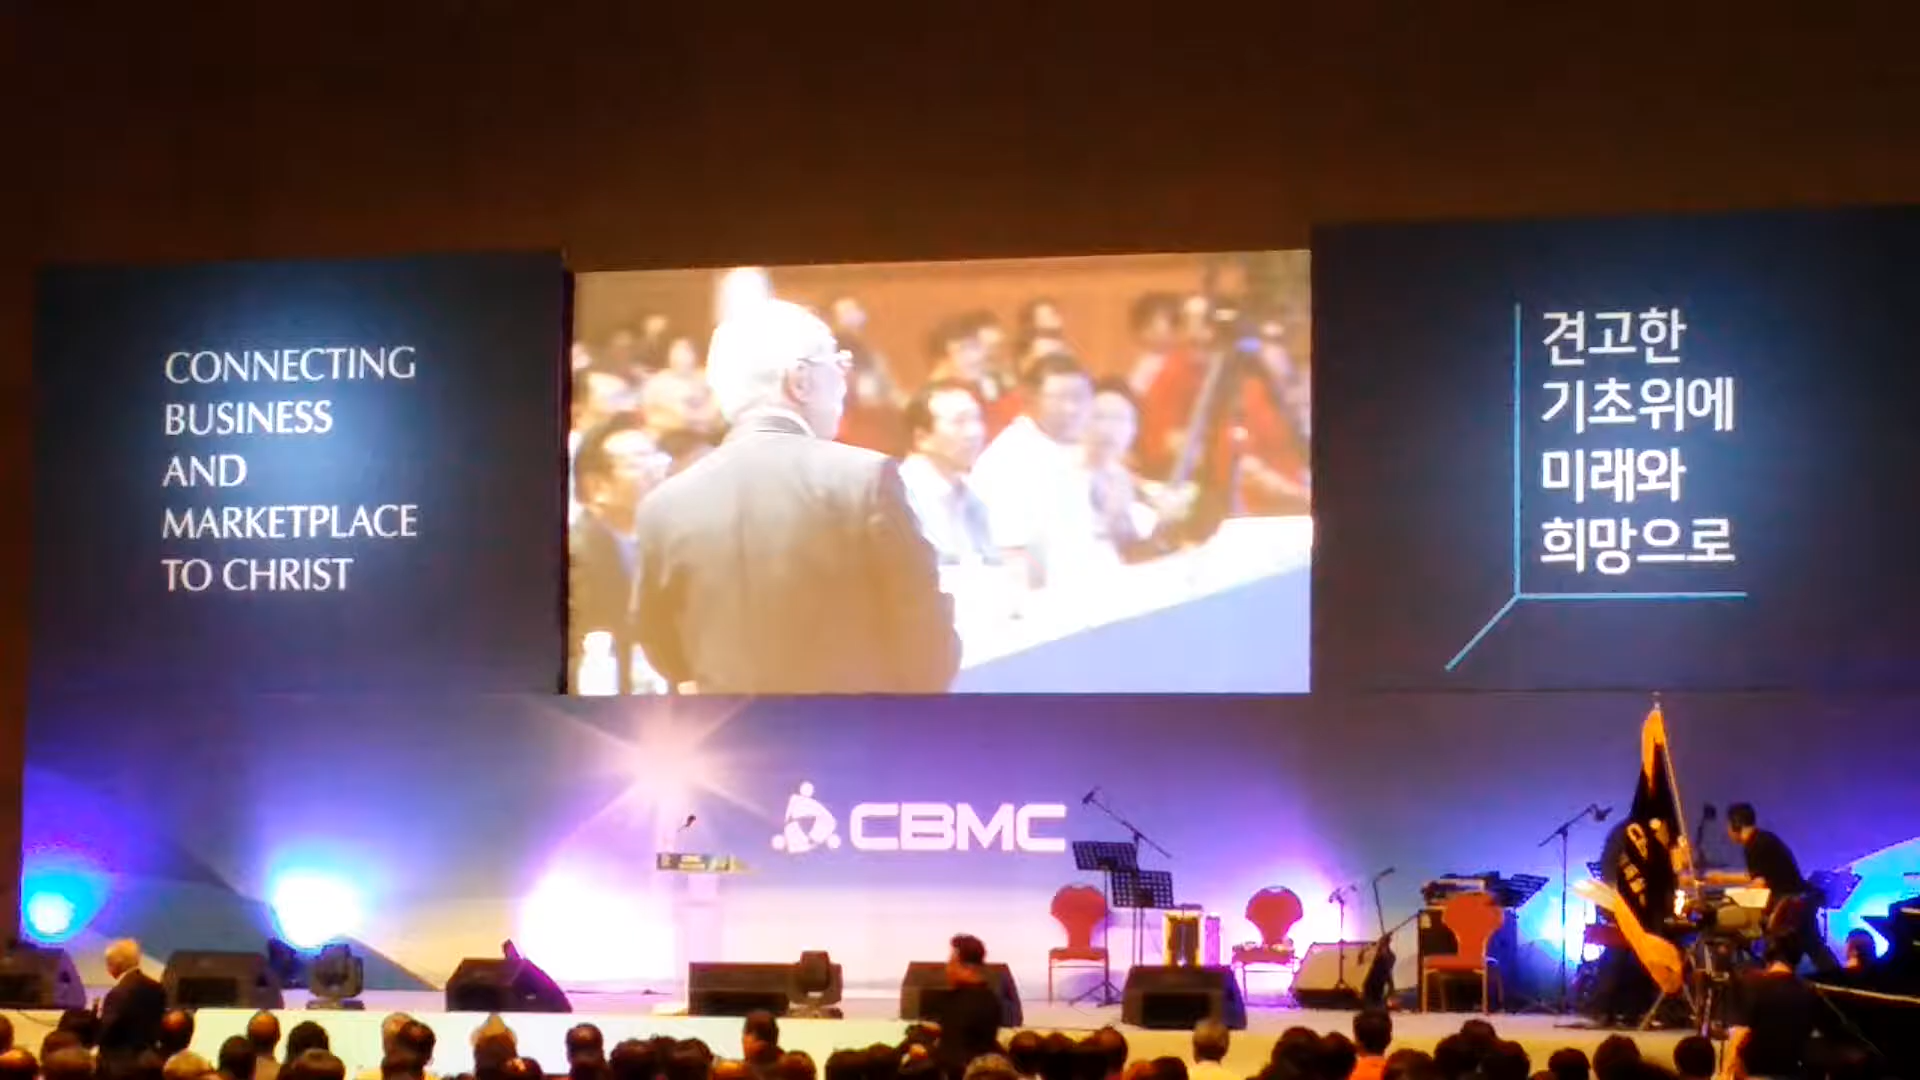 CONNECTING
BUSINESS
AND
MARKETPLACE
TO CHRIST
견고한
기초위에
미래와
희망으로
CBMC